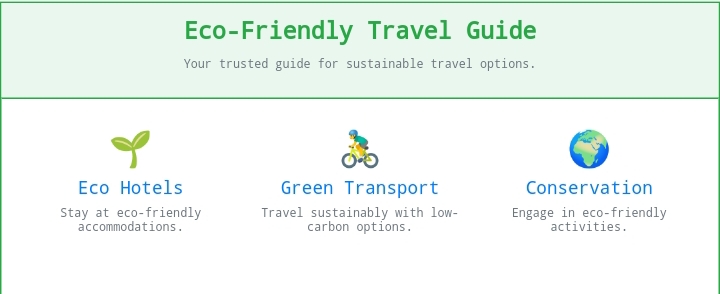 Eco-Friendly Travel Guide
Your trusted guide for sustainable travel options.
Eco Hotels
Stay at eco-friendly
accommodations.
Green Transport
Travel sustainably with low-
carbon options.
Conservation
Engage in eco-friendly
activities.